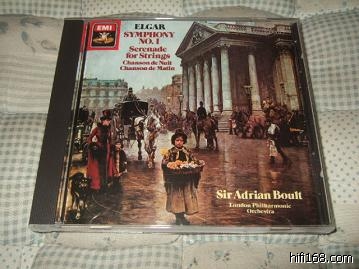 EMI
ELGAR
SYMPHONY
NO. 1
Serenade
for Strings
Chanson de Nuit
Chanson de Matin
Sir Adrian Boult
London Philharmonic
Orchestra
hifi168.com